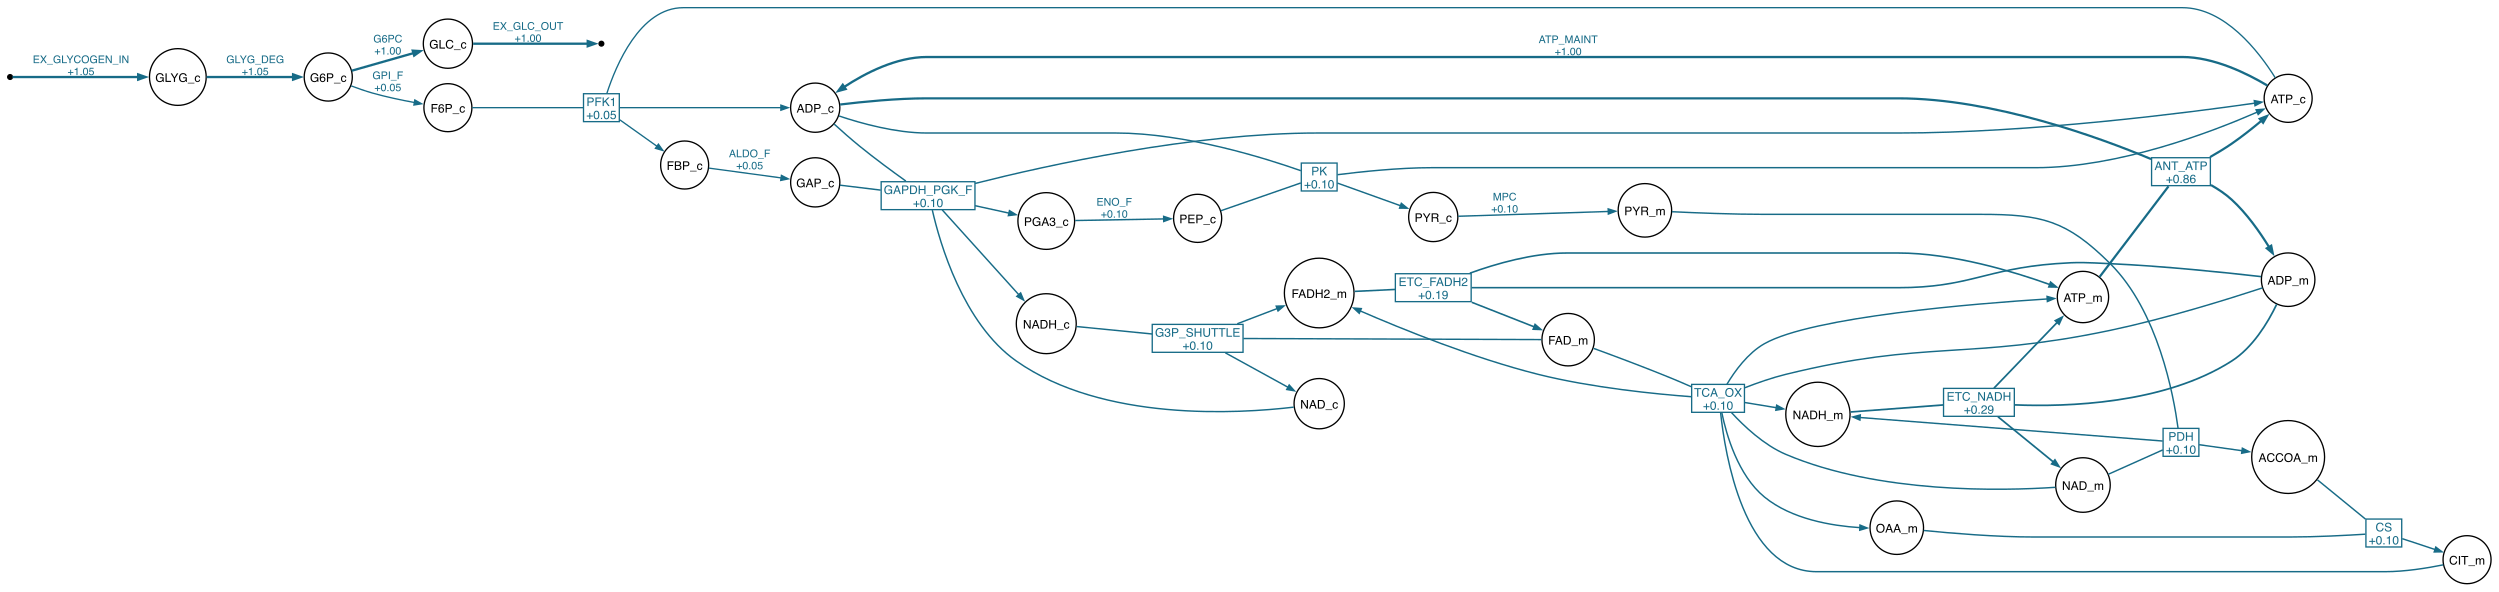 EX_GLYCOGEN_IN
+1.05
GLYG_c
GLYG_DEG
+1.05
G6P_c
G6PC
+1.00
GLC_c
EX_GLC_OUT
+1.00
GPI_F
+0.05
F6P_c
PFK1
+0.05
FBP_c
ALDO_F
+0.05
ADP_c
GAP_c
GAPDH_PGK_F
+0.10
PGA3_c
ENO_F
+0.10
PEP_c
PK
+0.10
PYR_c
MPC
+0.10
PYR_m
ATP_MAINT
+1.00
ATP_c
ANT_ATP
+0.86
ADP_m
ATP_m
NADH_c
G3P_SHUTTLE
+0.10
FADH2_m
NAD_c
ETC_FADH2
+0.19
FAD_m
TCA_OX
+0.10
NADH_m
ETC_NADH
+0.29
NAD_m
PDH
+0.10
ACCOA_m
OAA_m
CS
+0.10
CIT_m